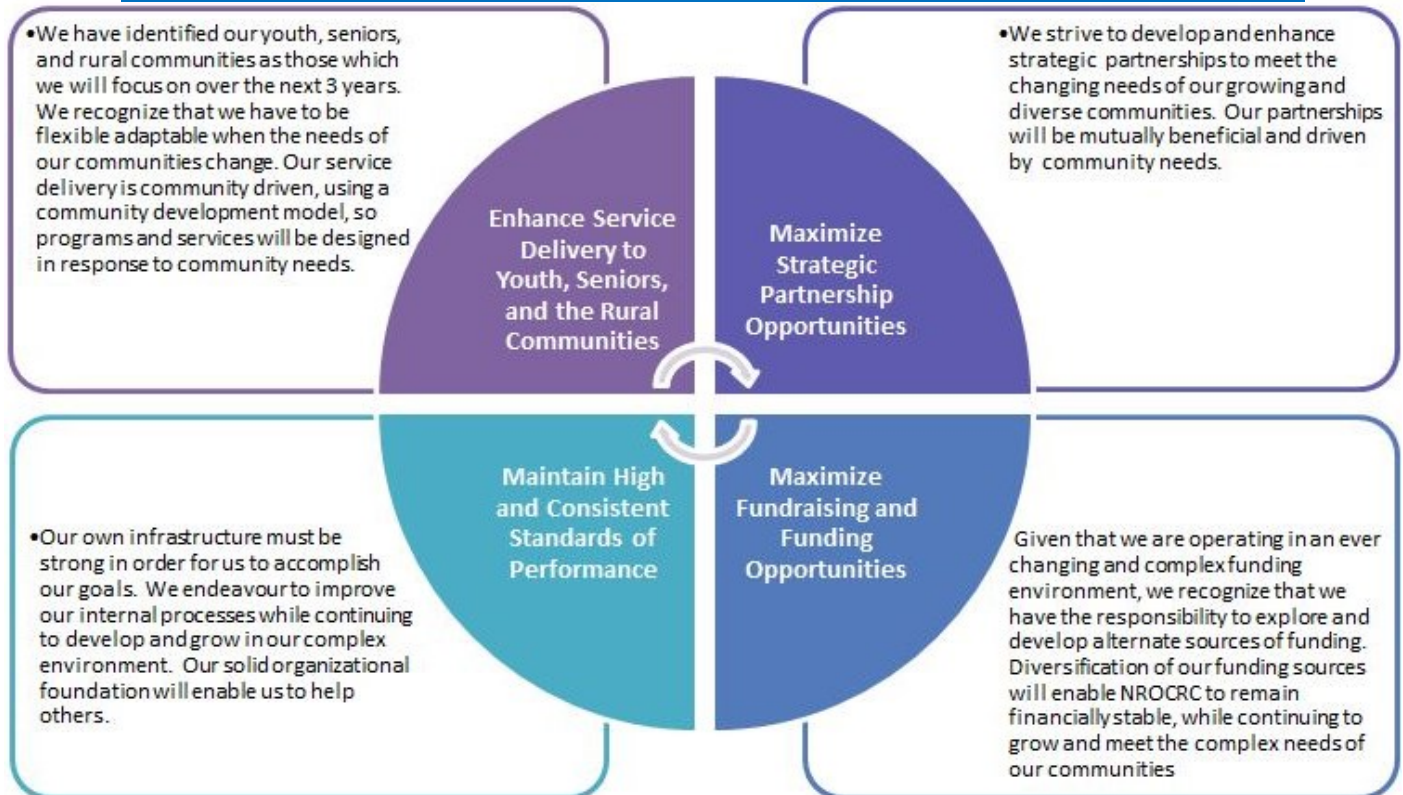 •We have identified our youth, seniors,
and rural communities as those which
we will focus on over the next 3 years.
We recognize that we have to be
flexible adaptable when the needs of
our communities change. Our service
delivery is community driven, using a
community development model, so
programs and services will be designed
in response to community needs.
•We strive to develop and enhance
strategic partnerships to meet the
changing needs of our growing and
diverse communities. Our partnerships
will be mutually beneficial and driven
by community needs.
Enhance Service
Delivery to
Youth, Seniors,
and the Rural
Communities
Maximize
Strategic
Partnership
Opportunities
Maintain High
and Consistent
Standards of
Performance
Maximize
Fundraising and
Funding
Opportunities
•Our own infrastructure must be
strong in order for us to accomplish
our goals. We endeavour to improve
our internal processes while continuing
to develop and grow in our complex
environment. Our solid organizational
foundation will enable us to help
others.
Given that we are operating in an ever
changing and complex funding
environment, we recognize that we
have the responsibility to explore and
develop alternate sources of funding.
Diversification of our funding sources
will enable NROCRC to remain
financially stable, while continuing to
grow and meet the complex needs of
our communities